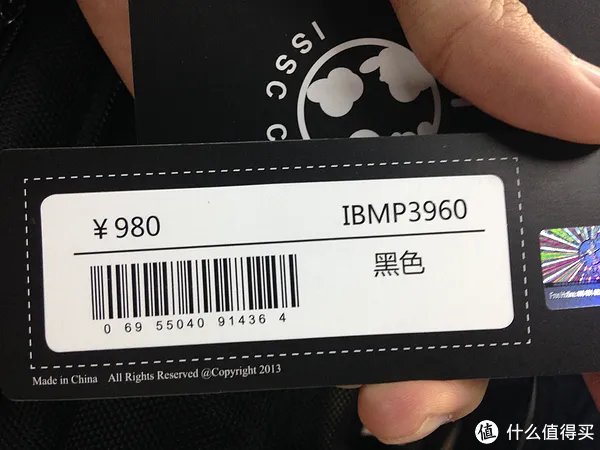 ISSC C
¥980
IBMP3960
黑色
0 69 55040 91436 4
Made in China All Rights Reserved @Copyright 2013
值 什么值得买